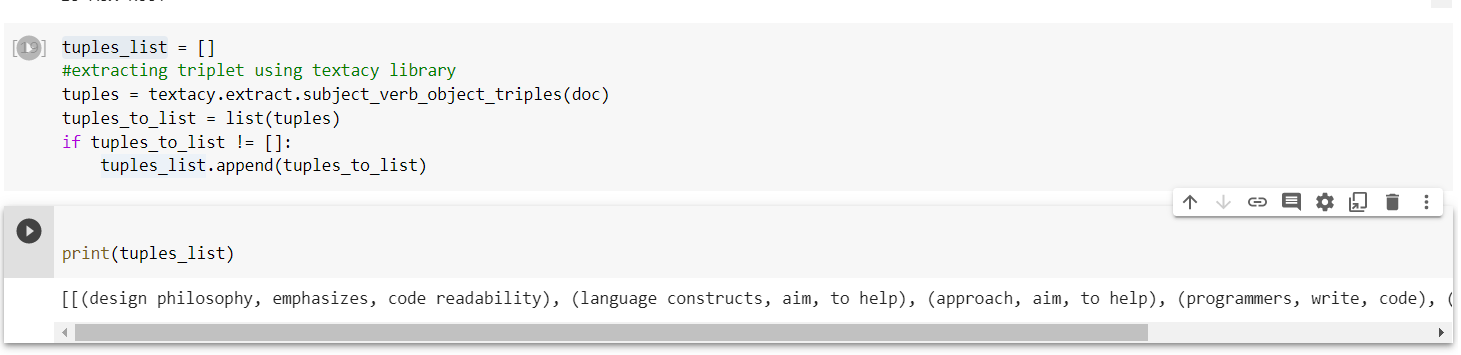 [19]
tuples_list = []
#extracting triplet using textacy library
tuples = textacy.extract.subject_verb_object_triples(doc)
tuples_to_list = list(tuples)
if tuples_to_list != []:
    tuples_list.append(tuples_to_list)
print(tuples_list)
[[(design philosophy, emphasizes, code readability), (language constructs, aim, to help), (approach, aim, to help), (programmers, write, code), (